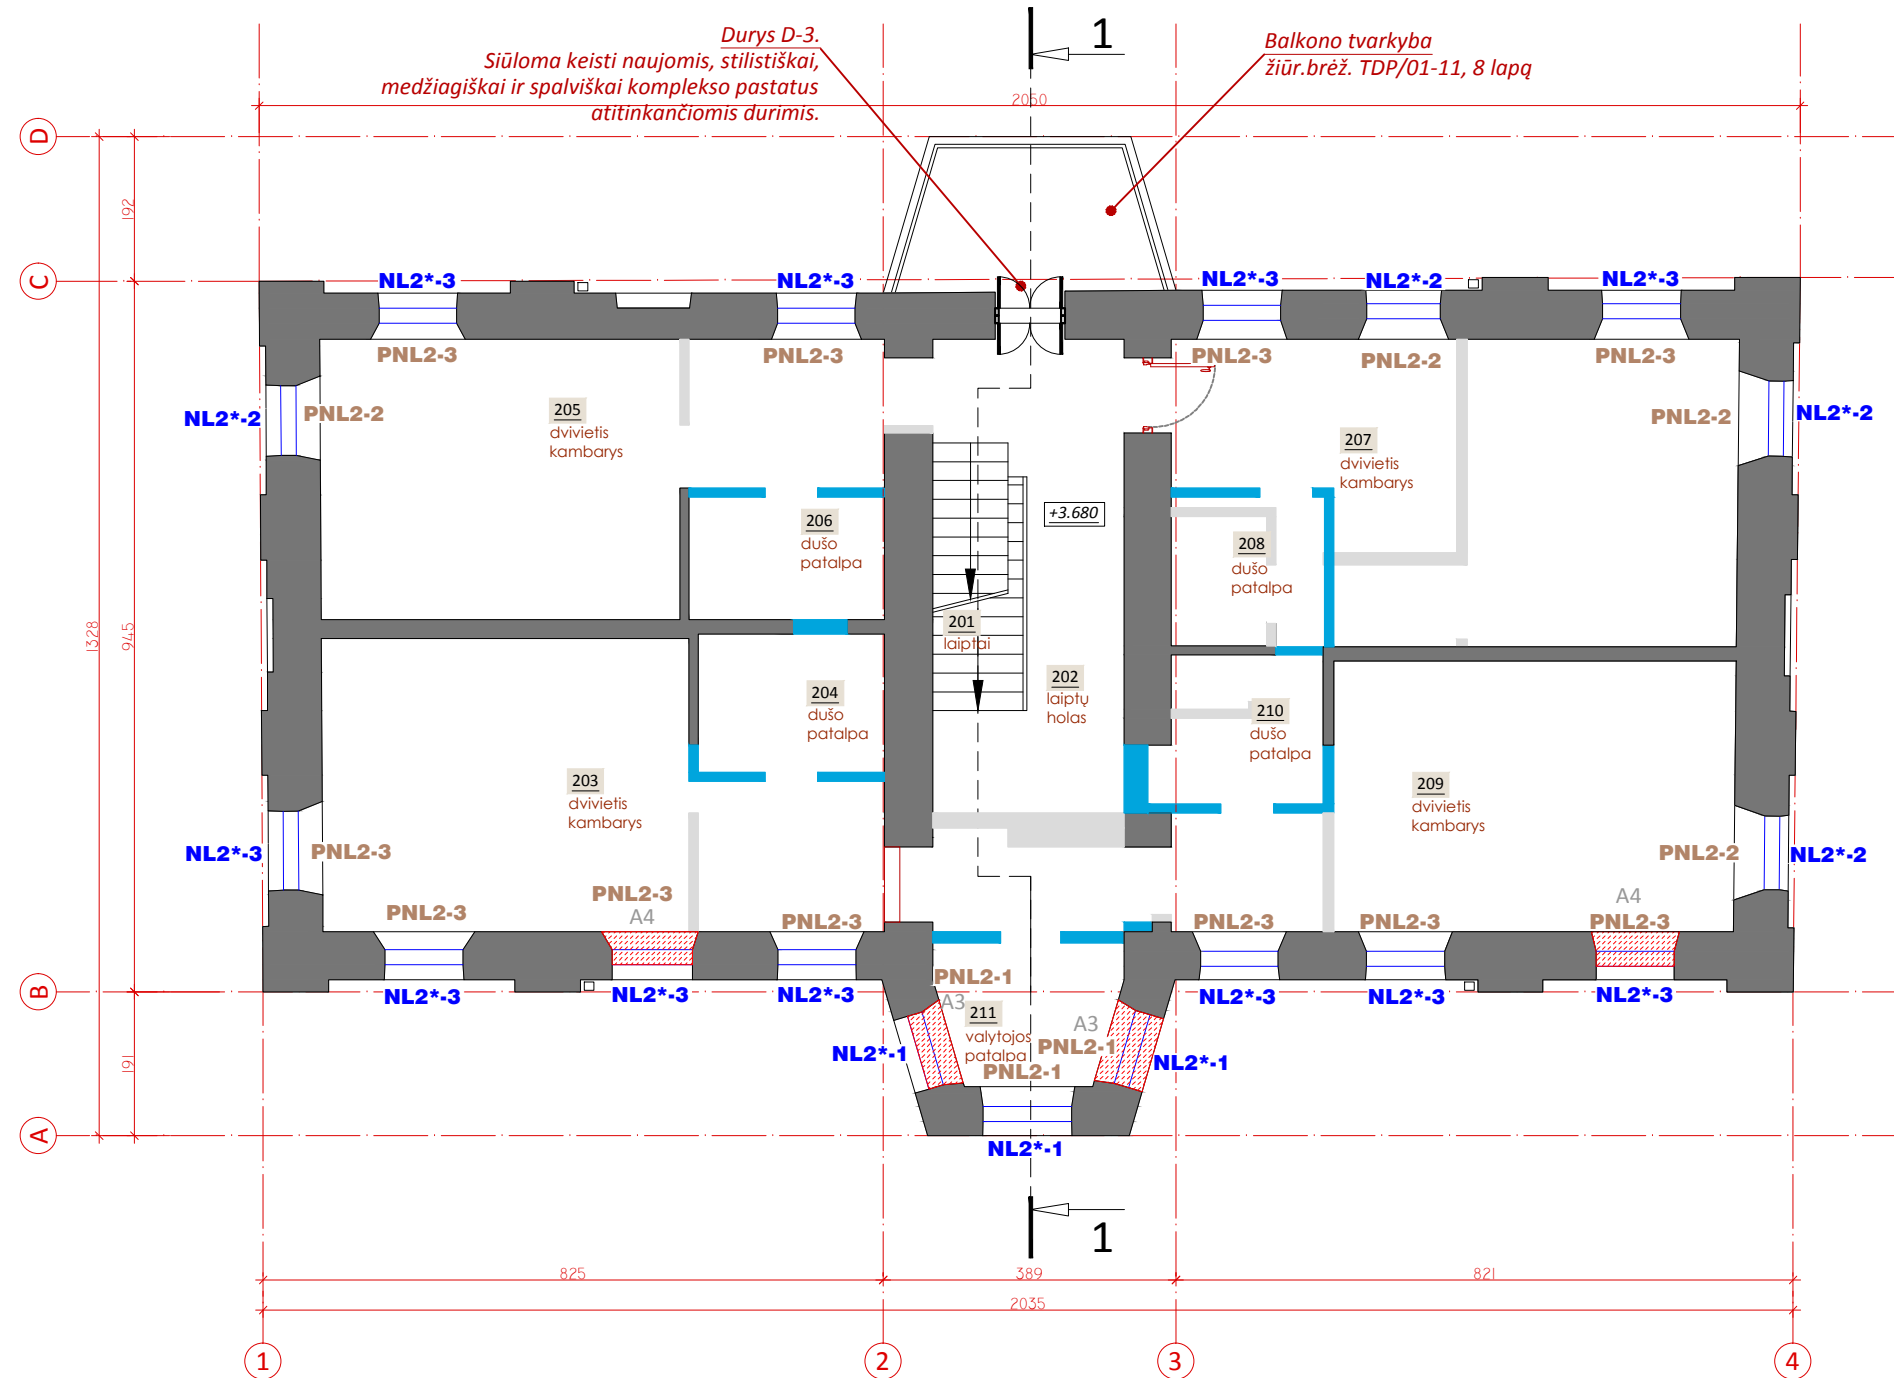 Durys D-3.
Siūloma keisti naujomis, stilistiškai,
medžiagiškai ir spalviškai komplekso pastatus
atitinkančiomis durimis.
1
Balkono tvarkyba
žiūr.brėž. TDP/01-11, 8 lapą
2050
D
192
C
NL2*-3
NL2*-3
NL2*-3
NL2*-2
NL2*-3
PNL2-3
PNL2-3
PNL2-3
PNL2-2
PNL2-3
NL2*-2
PNL2-2
205
dvivietis
kambarys
207
dvivietis
kambarys
PNL2-2
NL2*-2
206
dušo
patalpa
+3.680
208
dušo
patalpa
1328
945
201
laiptai
202
laiptų
holas
204
dušo
patalpa
210
dušo
patalpa
203
dvivietis
kambarys
209
dvivietis
kambarys
NL2*-3
PNL2-3
PNL2-2
NL2*-2
PNL2-3
PNL2-3
A4
PNL2-3
PNL2-3
PNL2-3
A4
PNL2-3
PNL2-1
A3
B
NL2*-3
NL2*-3
NL2*-3
NL2*-3
NL2*-3
NL2*-3
211
valytojos
patalpa
A3
PNL2-1
PNL2-1
NL2*-1
NL2*-1
191
A
NL2*-1
1
825
389
821
2035
1
2
3
4